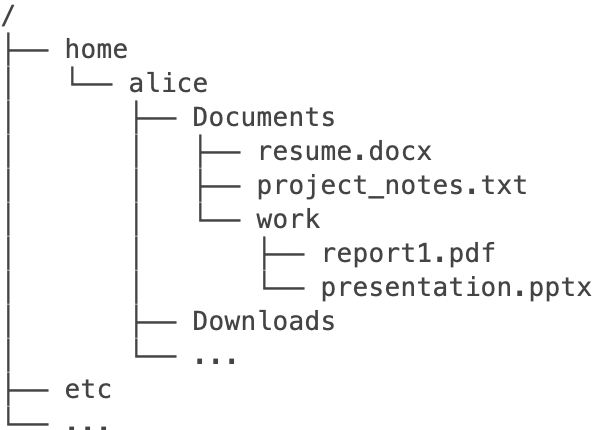 /
├── home
│   └── alice
│       ├── Documents
│       │   ├── resume.docx
│       │   ├── project_notes.txt
│       │   └── work
│       │       ├── report1.pdf
│       │       └── presentation.pptx
│       ├── Downloads
│       └── ...
├── etc
└── ...